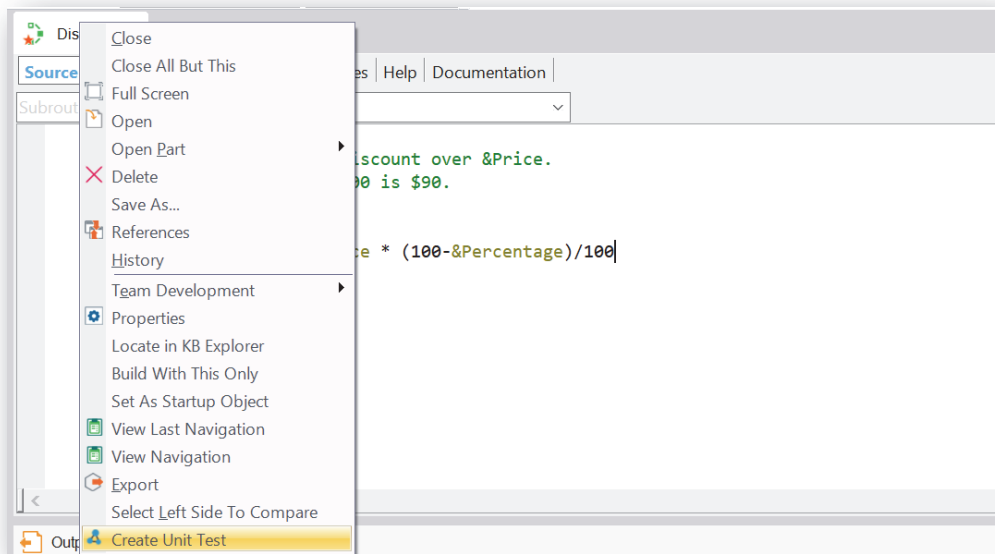 Dis
Close
Close All But This
Source
es
Help
Documentation
Full Screen
Subrout
Open
Open Part
iscount over &Price.
Delete
00 is $90.
Save As...
References
ce * (100-&Percentage)/100
History
Team Development
Properties
Locate in KB Explorer
Build With This Only
Set As Startup Object
View Last Navigation
View Navigation
Export
Select Left Side To Compare
Outp
Create Unit Test